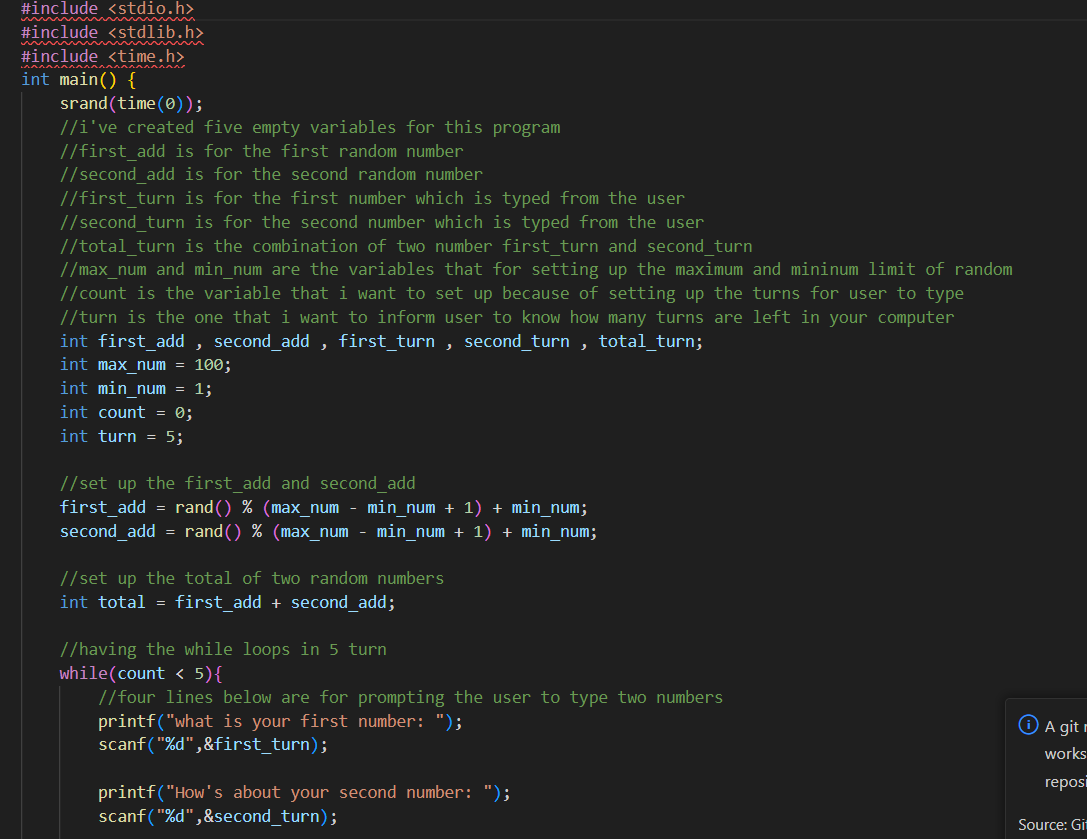 #include <stdio.h>
#include <stdlib.h>
#include <time.h>
int main() {
    srand(time(0));
    //i've created five empty variables for this program
    //first_add is for the first random number
    //second_add is for the second random number
    //first_turn is for the first number which is typed from the user
    //second_turn is for the second number which is typed from the user
    //total_turn is the combination of two number first_turn and second_turn
    //max_num and min_num are the variables that for setting up the maximum and mininum limit of random
    //count is the variable that i want to set up because of setting up the turns for user to type
    //turn is the one that i want to inform user to know how many turns are left in your computer
    int first_add , second_add , first_turn , second_turn , total_turn;
    int max_num = 100;
    int min_num = 1;
    int count = 0;
    int turn = 5;
    //set up the first_add and second_add
    first_add = rand() % (max_num - min_num + 1) + min_num;
    second_add = rand() % (max_num - min_num + 1) + min_num;
    //set up the total of two random numbers
    int total = first_add + second_add;
    //having the while loops in 5 turn
    while(count < 5){
        //four lines below are for prompting the user to type two numbers
        printf("what is your first number: ");
        scanf("%d",&first_turn);
        printf("How's about your second number: ");
        scanf("%d",&second_turn);
A git
works
reposi
Source: Gi